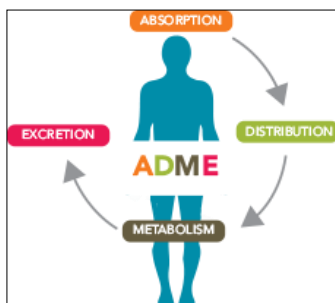 ABSORPTION
DISTRIBUTION
EXCRETION
ADME
METABOLISM